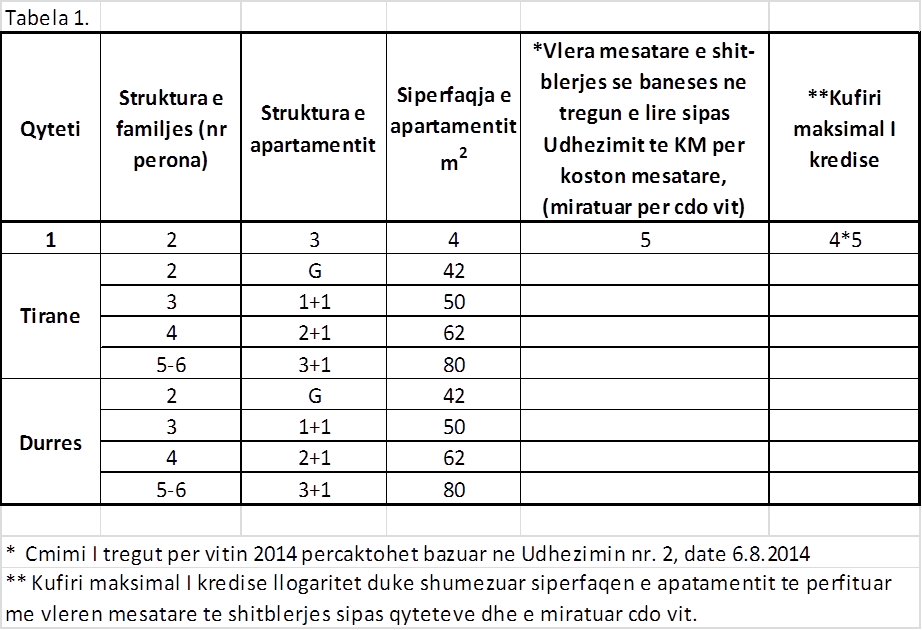 Tabela 1.
Qyteti
Struktura e
familjes (nr
perona)
Struktura e
apartamentit
Siperfaqja e
apartamentit
m²
*Vlera mesatare e shit-
blerjes se baneses ne
tregun e lire sipas
Udhezimit te KM per
koston mesatare,
(miratuar per cdo vit)
**Kufiri
maksimal I
kredise
1 2 3 4 5 4*5
Tirane
2 G 42
3 1+1 50
4 2+1 62
5-6 3+1 80
Durres
2 G 42
3 1+1 50
4 2+1 62
5-6 3+1 80
* Cmimi I tregut per vitin 2014 percaktohet bazuar ne Udhezimin nr. 2, date 6.8.2014
** Kufiri maksimal I kredise llogaritet duke shumezuar siperfaqen e apatamentit te perfituar
me vleren mesatare te shitblerjes sipas qyteteve dhe e miratuar cdo vit.